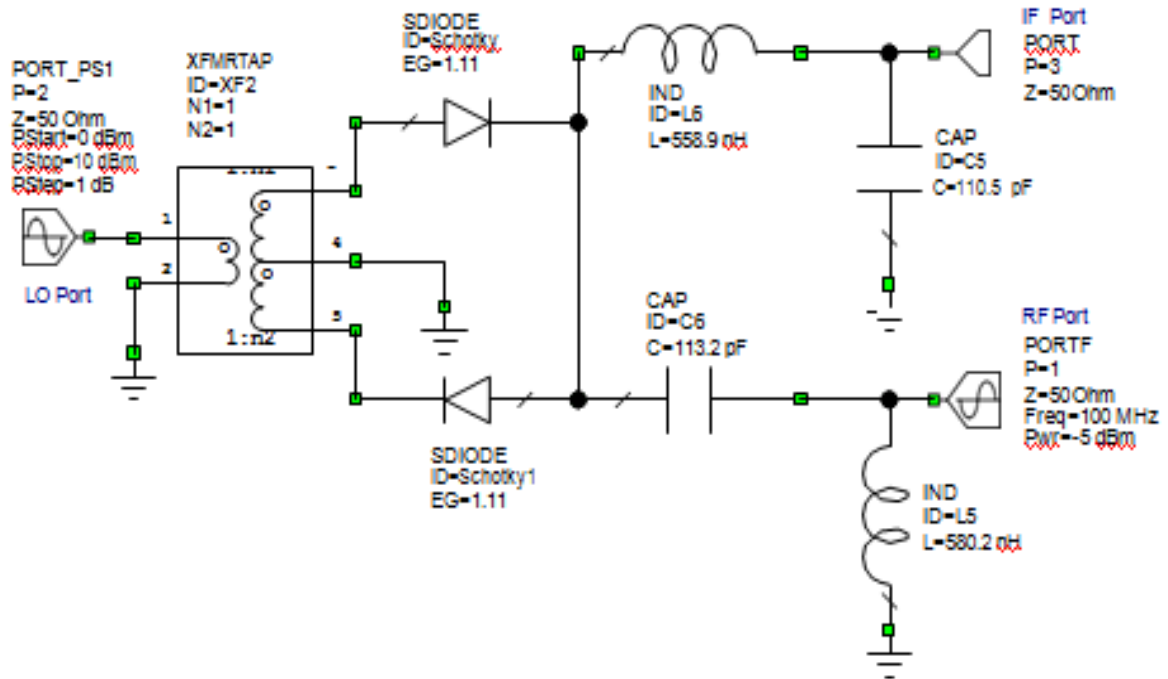 PORT_PS1
P=2
Z=50 Ohm
PStart=0 dBm
PStop=10 dBm
PStep=1 dB
LO Port
XFMRTAP
ID=XF2
N1=1
N2=1
1
2
4
5
1:n2
SDIODE
ID=Schotky
EG=1.11
SDIODE
ID=Schotky1
EG=1.11
IND
ID=L6
L=558.9 nH
IF Port
PORT
P=3
Z=50 Ohm
CAP
ID=C5
C=110.5 pF
CAP
ID=C6
C=113.2 pF
RF Port
PORTF
P=1
Z=50 Ohm
Freq=100 MHz
Pwr=-5 dBm
IND
ID=L5
L=580.2 nH